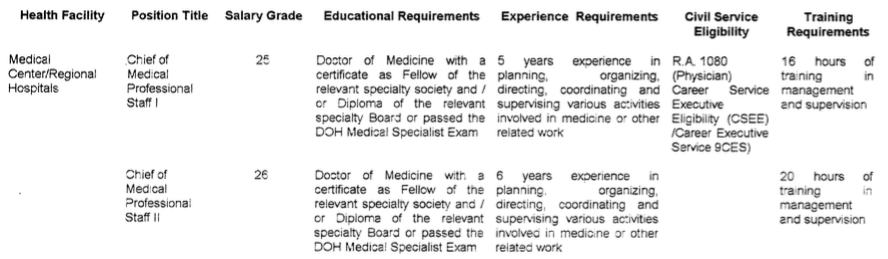 Health Facility Position Title Salary Grade Educational Requirements Experience Requirements Civil Service Eligibility Training Requirements
Medical Center/Regional Hospitals
Chief of Medical Professional Staff I
25
Doctor of Medicine with a
certificate as Fellow of the
relevant specialty society and /
or Diploma of the relevant
specialty Board or passed the
DOH Medical Specialist Exam
5 years experience in
planning, organizing,
directing, coordinating and
supervising various activities
involved in medicine or other
related work
R.A. 1080
(Physician)
Career Service
Executive
Eligibility (CSEE)
/Career Executive
Service 9CES)
16 hours of
training in
management
and supervision
Chief of
Medical
Professional
Staff II
26
Doctor of Medicine with a
certificate as Fellow of the
relevant specialty society and /
or Diploma of the relevant
specialty Board or passed the
DOH Medical Specialist Exam
6 years experience in
planning, organizing,
directing, coordinating and
supervising various activities
involved in medicine or other
related work
20 hours of
training in
management
and supervision